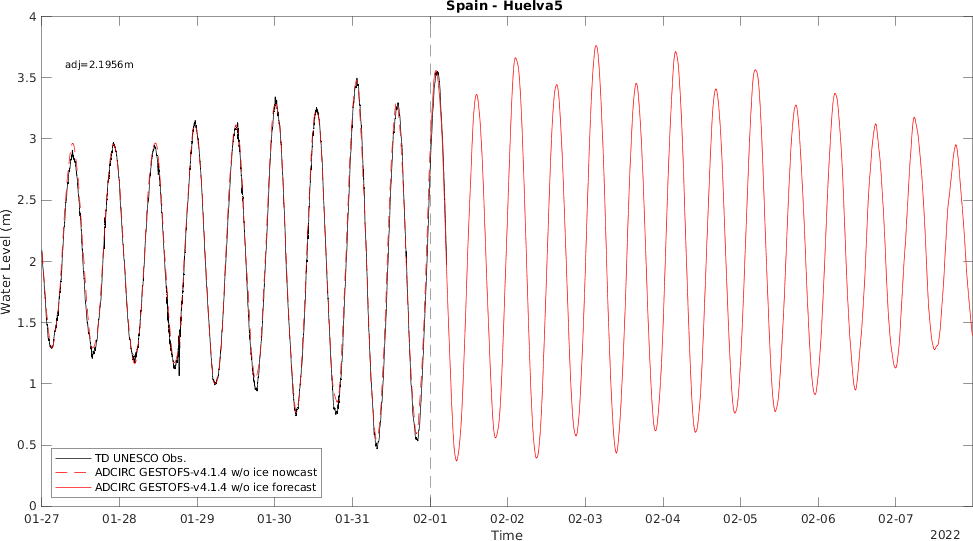 Spain - Huelva5
adj=2.1956m
4
3.5
3
2.5
2
1.5
1
0.5
0
Water Level (m)
TD UNESCO Obs.
ADCIRC GESTOFS-v4.1.4 w/o ice nowcast
ADCIRC GESTOFS-v4.1.4 w/o ice forecast
01-27 01-28 01-29 01-30 01-31 02-01 02-02 02-03 02-04 02-05 02-06 02-07
Time
2022